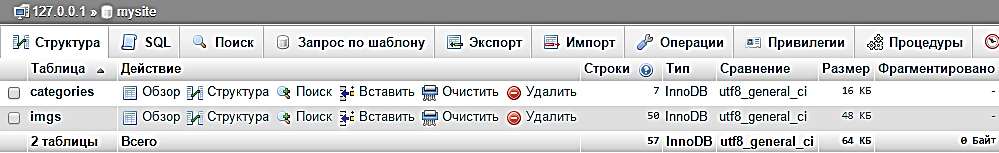 127.0.0.1 » mysite
Структура SQL Поиск Запрос по шаблону Экспорт Импорт Операции Привилегии Процедуры
Таблица Действие Строки Тип Сравнение Размер Фрагментировано
categories Обзор Структура Поиск Вставить Очистить Удалить 7 InnoDB utf8_general_ci 16 КБ -
imgs Обзор Структура Поиск Вставить Очистить Удалить 50 InnoDB utf8_general_ci 48 КБ -
2 таблицы Всего 57 InnoDB utf8_general_ci 64 КБ 0 Байт